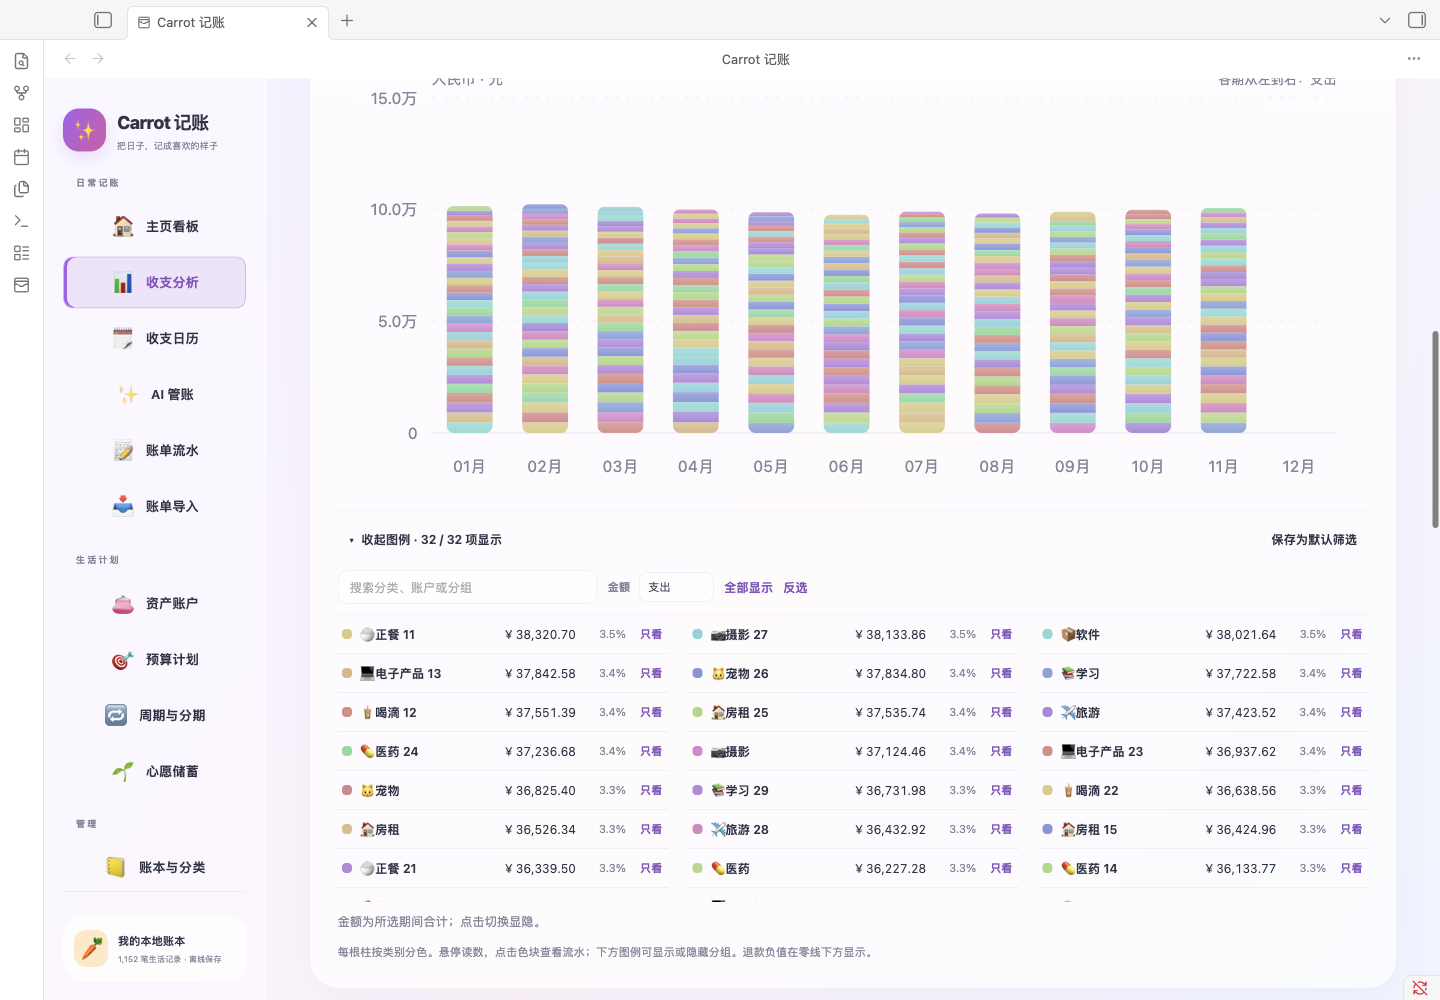 Carrot 记账
Carrot 记账
Carrot 记账
把日子，记成喜欢的样子
日常记账
主页看板
收支分析
收支日历
AI 管账
账单流水
账单导入
生活计划
资产账户
预算计划
周期与分期
心愿储蓄
管理
账本与分类
我的本地账本
1,152 笔生活记录 · 离线保存
人民币 · 元
各期从左到右：支出
15.0万
10.0万
5.0万
0
01月 02月 03月 04月 05月 06月 07月 08月 09月 10月 11月 12月
收起图例 · 32 / 32 项显示
保存为默认筛选
搜索分类、账户或分组 金额 支出 全部显示 反选
正餐 11 ¥ 38,320.70 3.5% 只看 摄影 27 ¥ 38,133.86 3.5% 只看 软件 ¥ 38,021.64 3.5% 只看
电子产品 13 ¥ 37,842.58 3.4% 只看 宠物 26 ¥ 37,834.80 3.4% 只看 学习 ¥ 37,722.58 3.4% 只看
喝滴 12 ¥ 37,551.39 3.4% 只看 房租 25 ¥ 37,535.74 3.4% 只看 旅游 ¥ 37,423.52 3.4% 只看
医药 24 ¥ 37,236.68 3.4% 只看 摄影 ¥ 37,124.46 3.4% 只看 电子产品 23 ¥ 36,937.62 3.4% 只看
宠物 ¥ 36,825.40 3.3% 只看 学习 29 ¥ 36,731.98 3.3% 只看 喝滴 22 ¥ 36,638.56 3.3% 只看
房租 ¥ 36,526.34 3.3% 只看 旅游 28 ¥ 36,432.92 3.3% 只看 房租 15 ¥ 36,424.96 3.3% 只看
正餐 21 ¥ 36,339.50 3.3% 只看 医药 ¥ 36,227.28 3.3% 只看 医药 14 ¥ 36,133.77 3.3% 只看
金额为所选期间合计；点击切换显隐。
每根柱按类别分色。悬停读数，点击色块查看流水；下方图例可显示或隐藏分组。退款负值在零线下方显示。